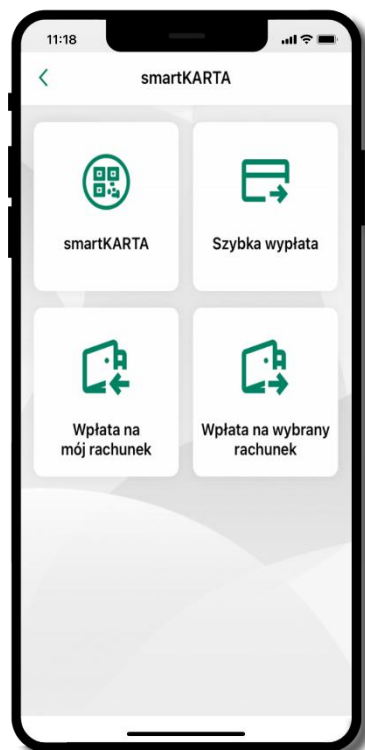 11:18
smartKARTA
smartKARTA
Szybka wypłata
Wpłata na
mój rachunek
Wpłata na wybrany
rachunek